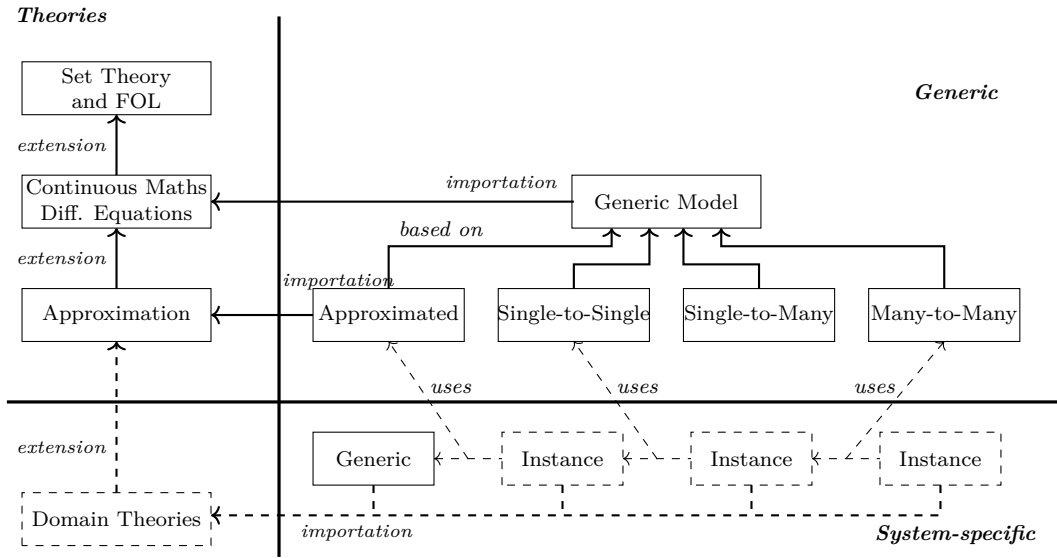 Theories
Set Theory
and FOL
Generic
extension
Continuous Maths
Diff. Equations
importation
Generic Model
based on
extension
importation
Approximation
Approximated
Single-to-Single
Single-to-Many
Many-to-Many
uses
uses
uses
extension
Generic
Instance
Instance
Instance
Domain Theories
importation
System-specific